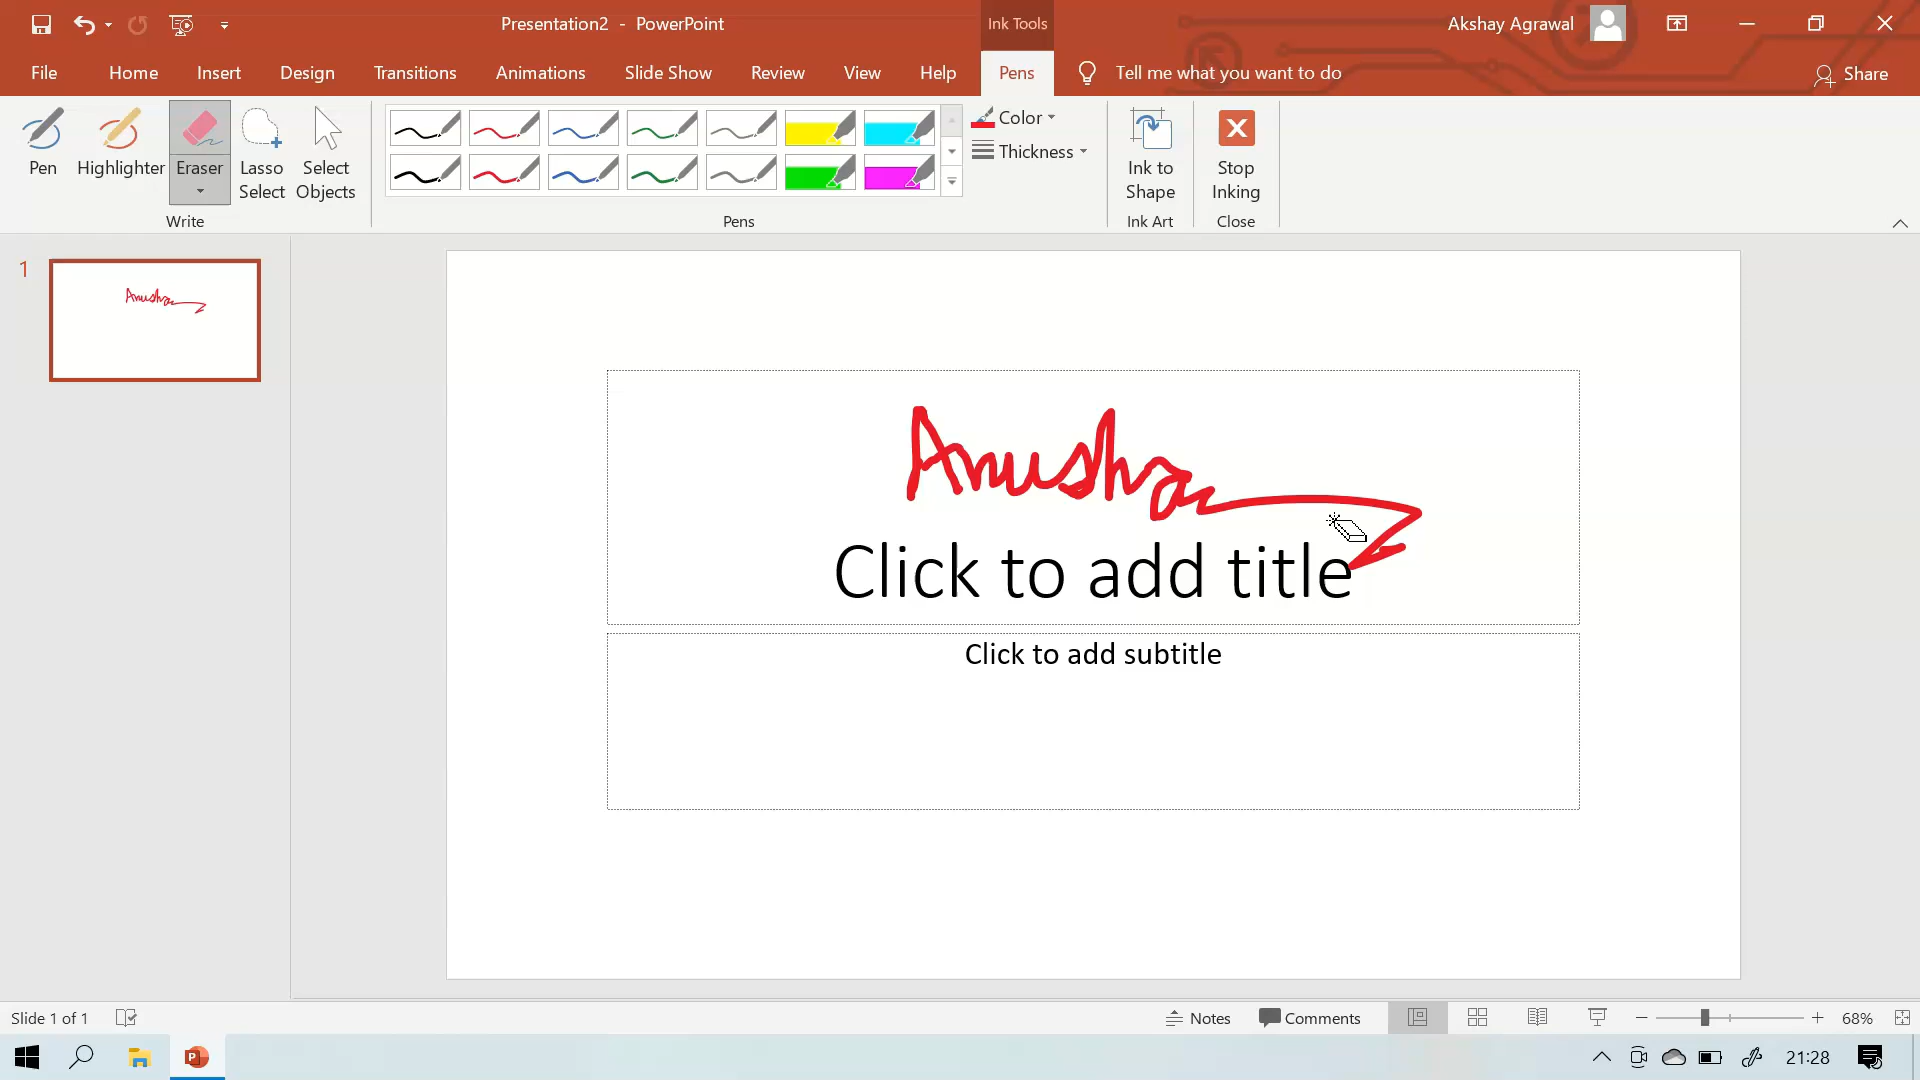 Presentation2 - PowerPoint
Ink Tools
Akshay Agrawal
File Home Insert Design Transitions Animations Slide Show Review View Help Pens Tell me what you want to do Share
Pen Highlighter Eraser Lasso Select Select Objects
Color
Thickness
Ink to Shape
Stop Inking
Write Pens Ink Art Close
1
Anusha
Anusha
Click to add title
Click to add subtitle
Slide 1 of 1 Notes Comments 68%
21:28